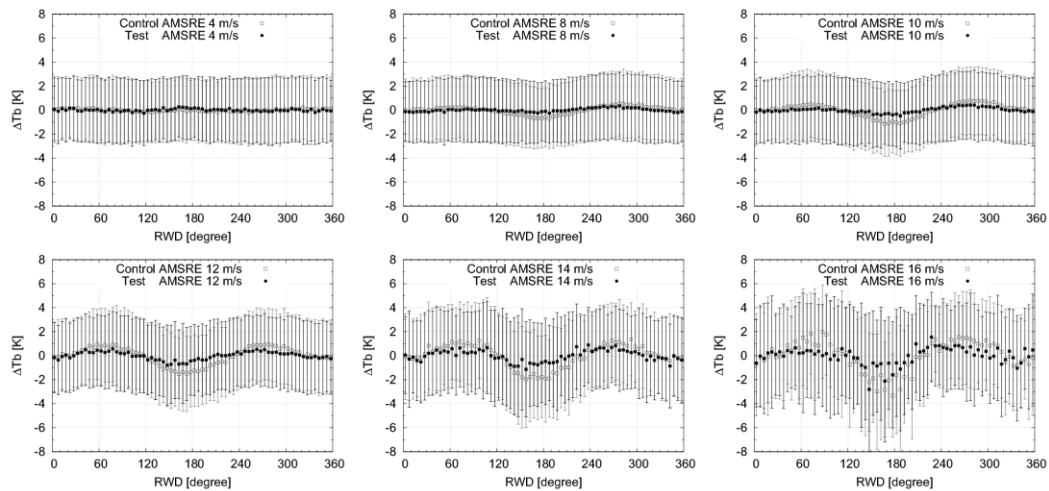 Control AMSRE 4 m/s
Test AMSRE 4 m/s
8
6
4
2
0
-2
-4
-6
-8
ΔTb [K]
0 60 120 180 240 300 360
RWD [degree]
Control AMSRE 8 m/s
Test AMSRE 8 m/s
8
6
4
2
0
-2
-4
-6
-8
ΔTb [K]
0 60 120 180 240 300 360
RWD [degree]
Control AMSRE 10 m/s
Test AMSRE 10 m/s
8
6
4
2
0
-2
-4
-6
-8
ΔTb [K]
0 60 120 180 240 300 360
RWD [degree]
Control AMSRE 12 m/s
Test AMSRE 12 m/s
8
6
4
2
0
-2
-4
-6
-8
ΔTb [K]
0 60 120 180 240 300 360
RWD [degree]
Control AMSRE 14 m/s
Test AMSRE 14 m/s
8
6
4
2
0
-2
-4
-6
-8
ΔTb [K]
0 60 120 180 240 300 360
RWD [degree]
Control AMSRE 16 m/s
Test AMSRE 16 m/s
8
6
4
2
0
-2
-4
-6
-8
ΔTb [K]
0 60 120 180 240 300 360
RWD [degree]